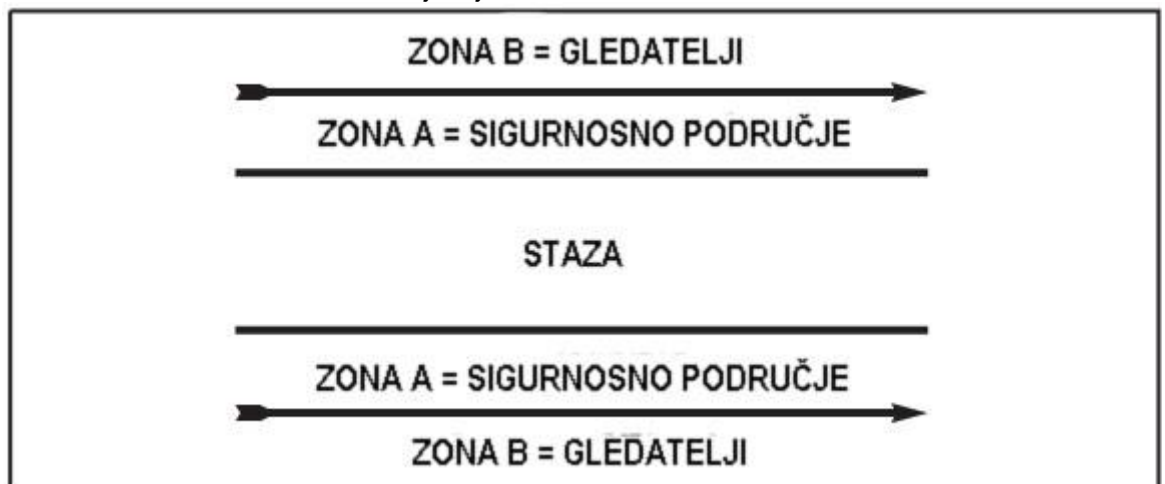 ZONA B = GLEDATELJI
ZONA A = SIGURNOSNO PODRUČJE
STAZA
ZONA A = SIGURNOSNO PODRUČJE
ZONA B = GLEDATELJI